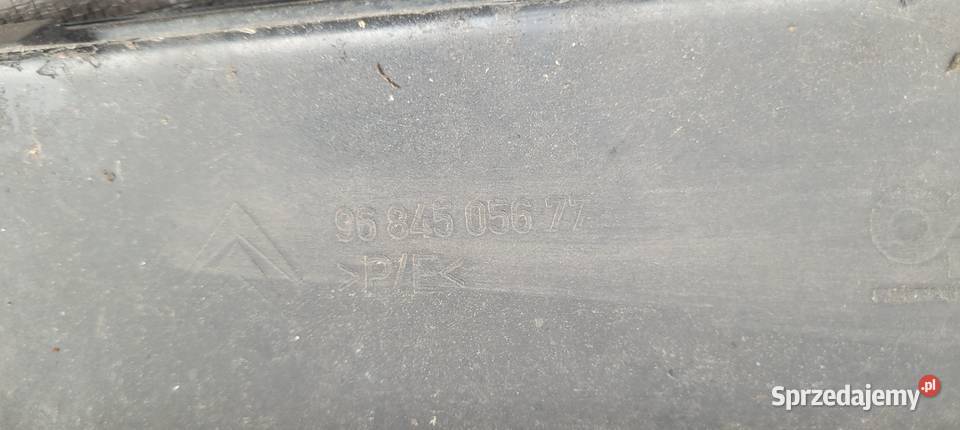 96 845 056 77
>P/E<
Sprzedajemy.pl